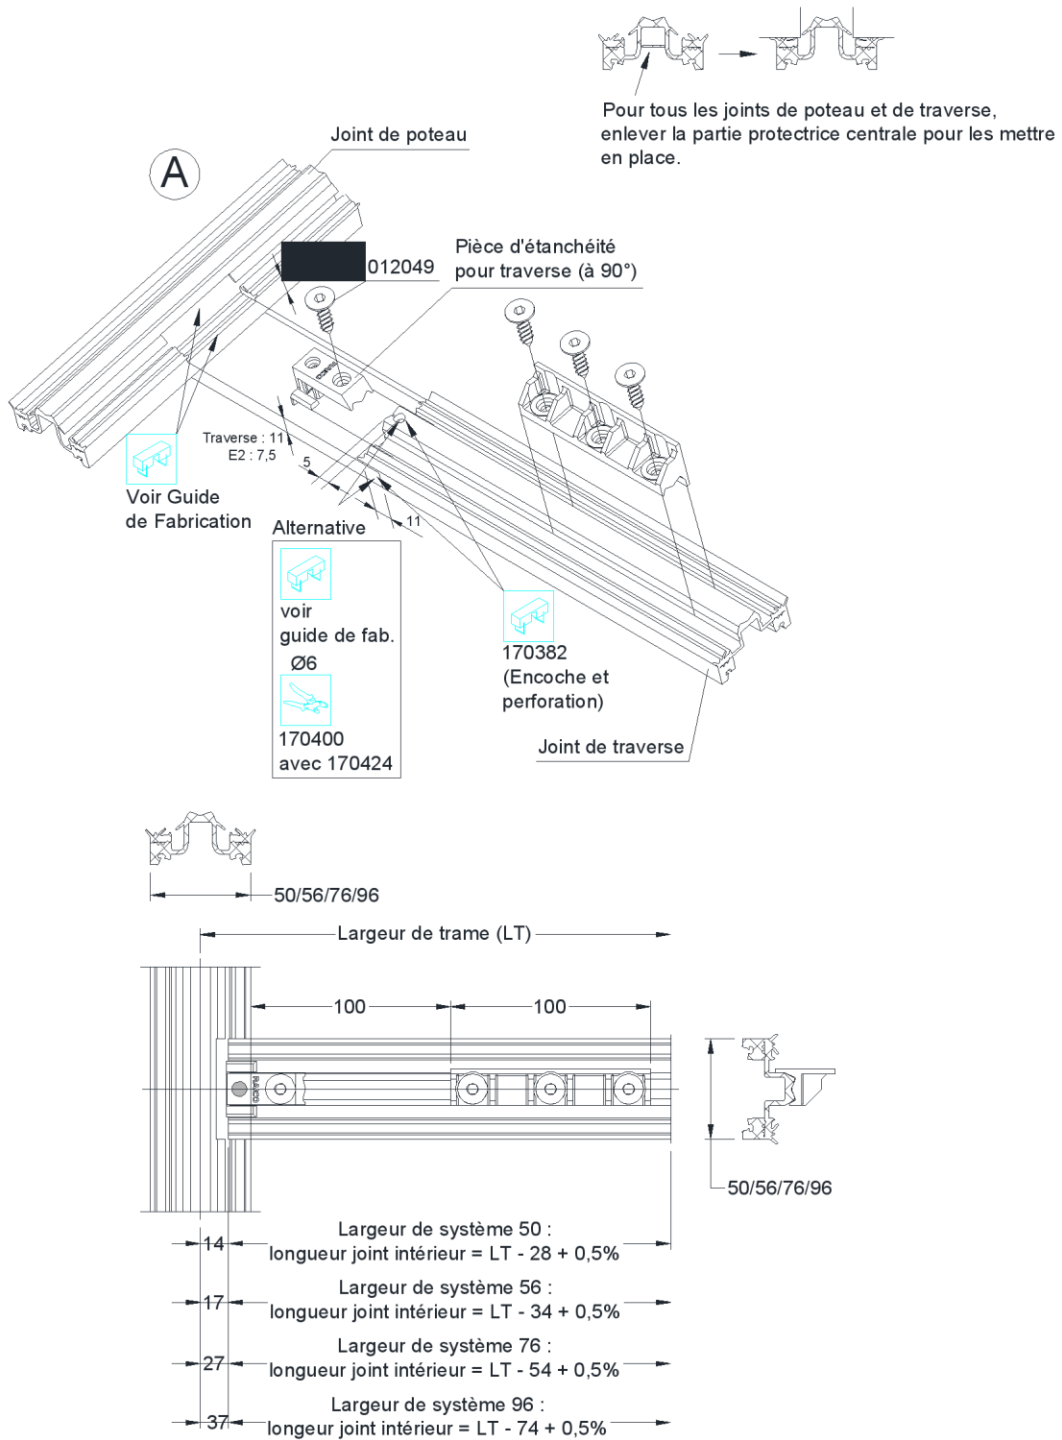 Pour tous les joints de poteau et de traverse,
enlever la partie protectrice centrale pour les mettre
en place.
Joint de poteau
A
Pièce d'étanchéité
pour traverse (à 90°)
012049
RAICO
Traverse : 11
E2 : 7,5
5
11
Voir Guide
de Fabrication
Alternative
voir
guide de fab.
Ø6
170400
avec 170424
170382
(Encoche et
perforation)
Joint de traverse
50/56/76/96
Largeur de trame (LT)
100
100
RAICO
50/56/76/96
14
Largeur de système 50 :
longueur joint intérieur = LT - 28 + 0,5%
17
Largeur de système 56 :
longueur joint intérieur = LT - 34 + 0,5%
27
Largeur de système 76 :
longueur joint intérieur = LT - 54 + 0,5%
37
Largeur de système 96 :
longeur joint intérieur = LT - 74 + 0,5%